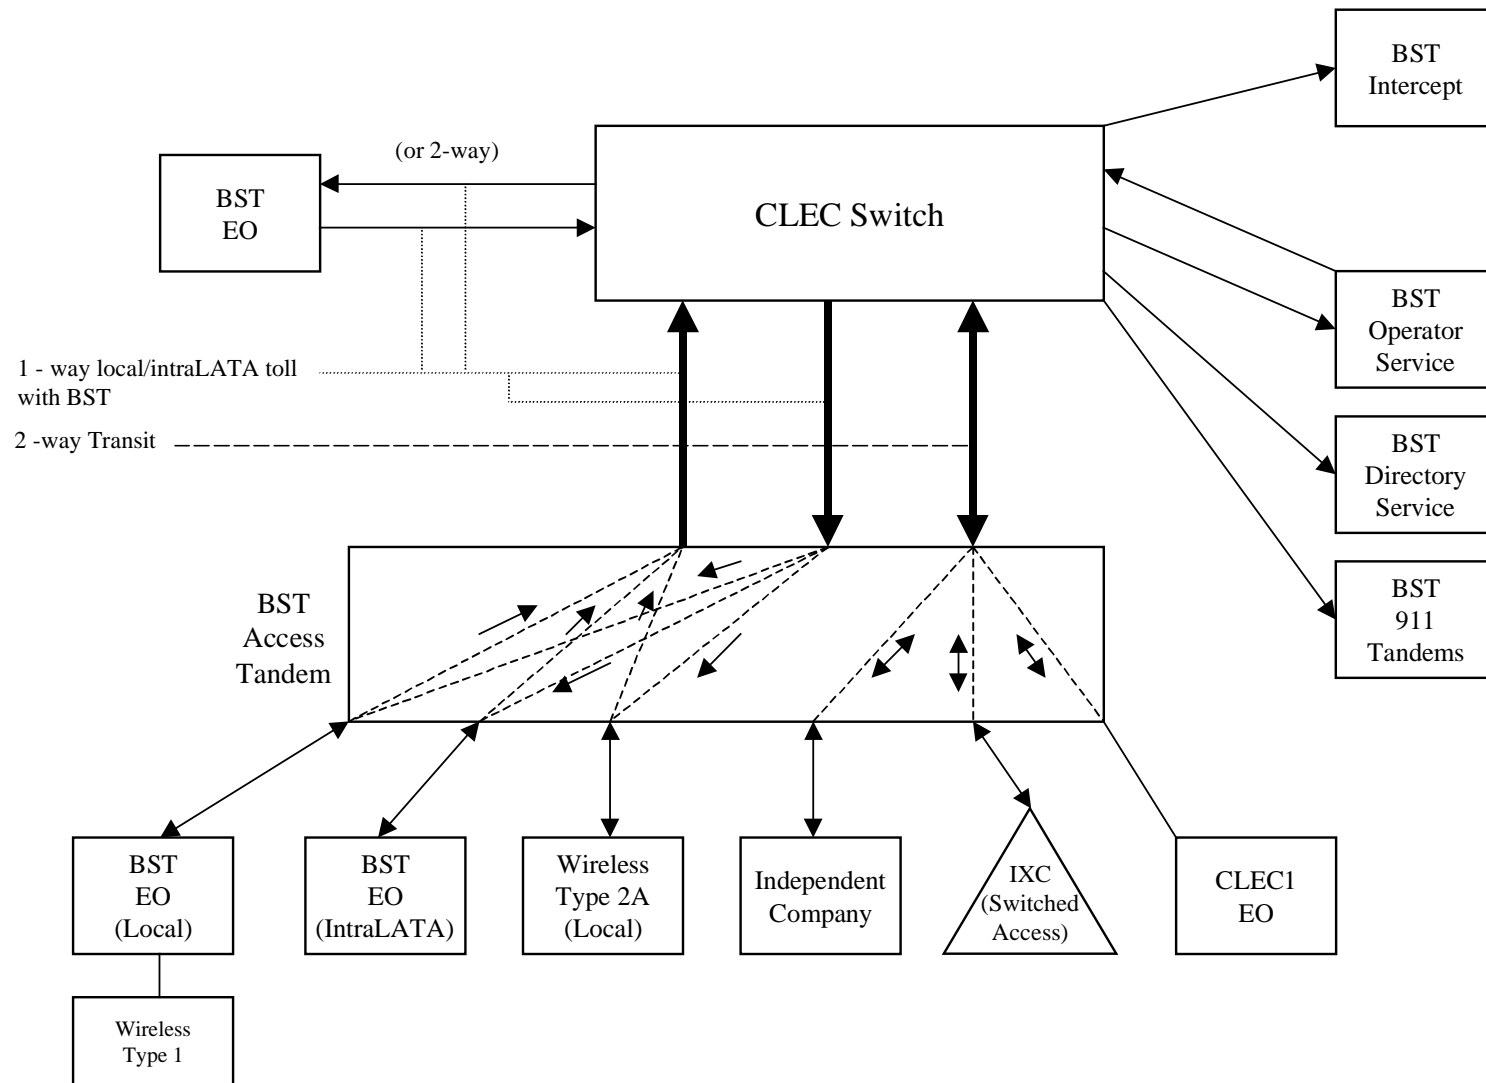 BST
Intercept
(or 2-way)
BST
EO
CLEC Switch
BST
Operator
Service
1 - way local/intraLATA toll
with BST
2 -way Transit
BST
Directory
Service
BST
911
Tandems
BST
Access
Tandem
BST
EO
(Local)
BST
EO
(IntraLATA)
Wireless
Type 2A
(Local)
Independent
Company
IXC
(Switched
Access)
CLEC1
EO
Wireless
Type 1